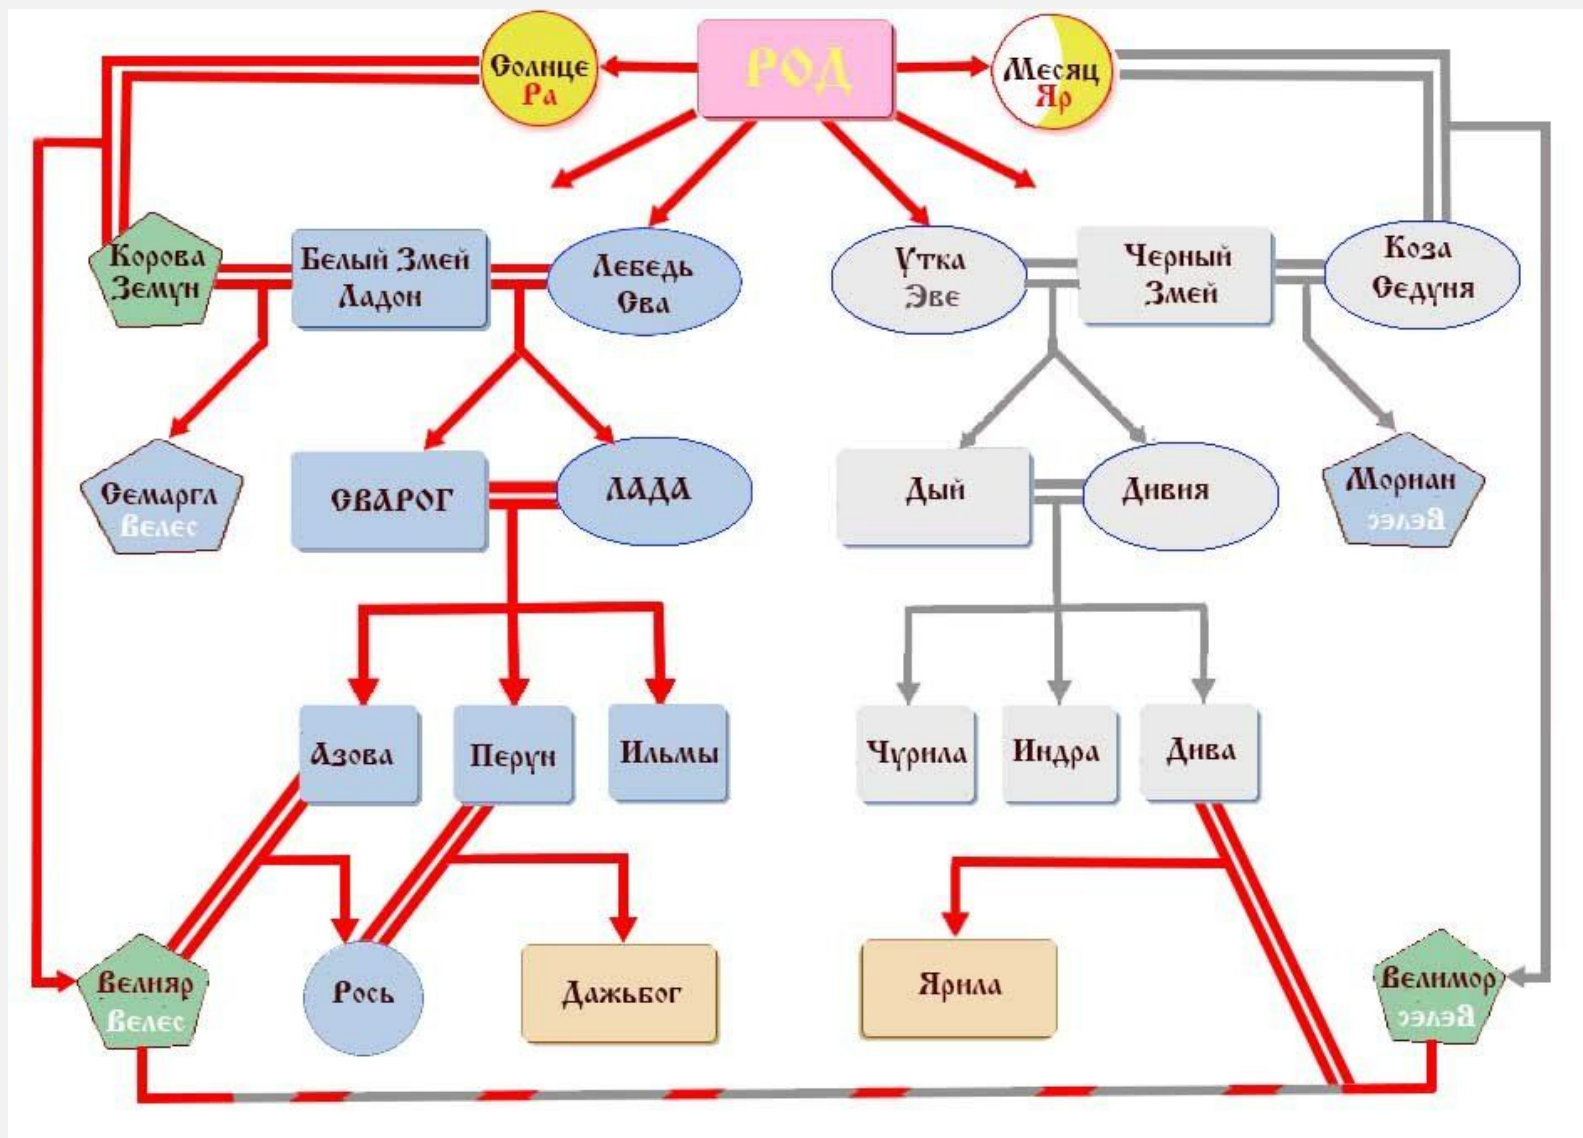 Солнце
Ра
РОД
Месяц
Яр
Корова
Земун
Белый Змей
Ладон
Лебедь
Сва
Утка
Эве
Черный
Змей
Коза
Седуня
Семаргл
Велес
СВАРОГ
ЛАДА
Дый
Дивия
Мориан
Велес
Азова
Перун
Ильмы
Чурила
Индра
Дива
Велияр
Велес
Рось
Дажьбог
Ярила
Велимор
Велес